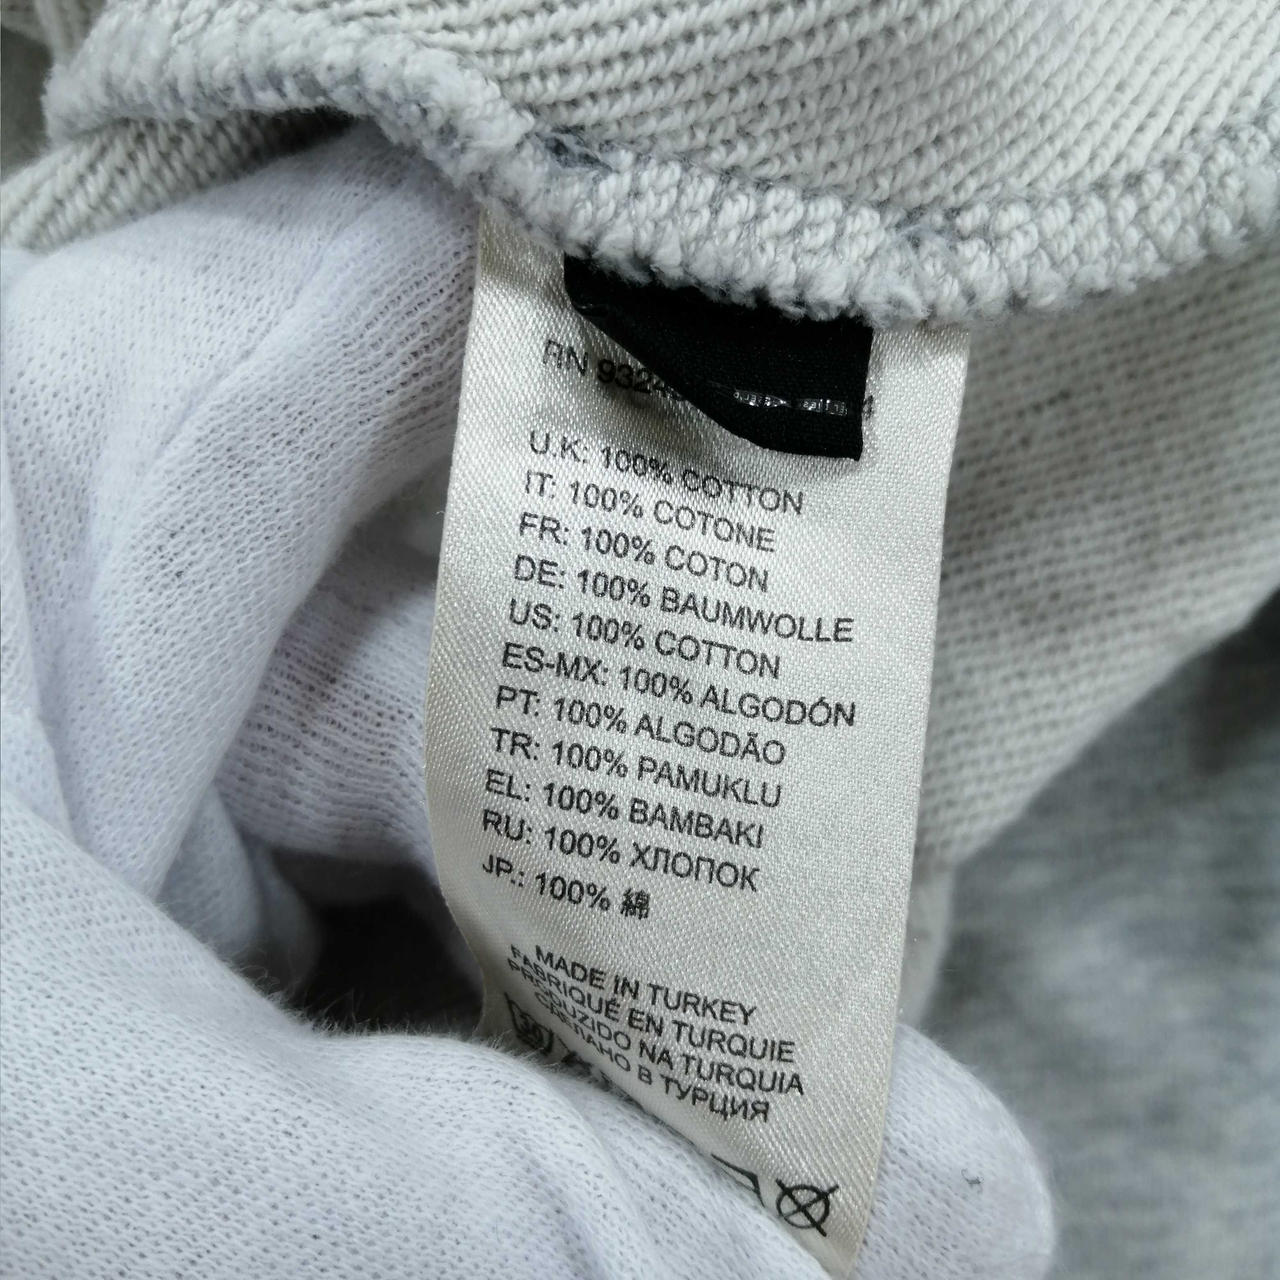 RN
U.K: 100% COTTON
IT: 100% COTONE
FR: 100% COTON
DE: 100% BAUMWOLLE
US: 100% COTTON
ES-MX: 100% ALGODÓN
PT: 100% ALGODÃO
TR: 100% PAMUKLU
EL: 100% BAMBAKI
RU: 100% ХЛОПОК
JP.: 100% 綿
MADE IN TURKEY
FABRIQUÉ EN TURQUIE
PRODUZIDO NA TURQUIA
СДЕЛАНО В ТУРЦИЯ
30